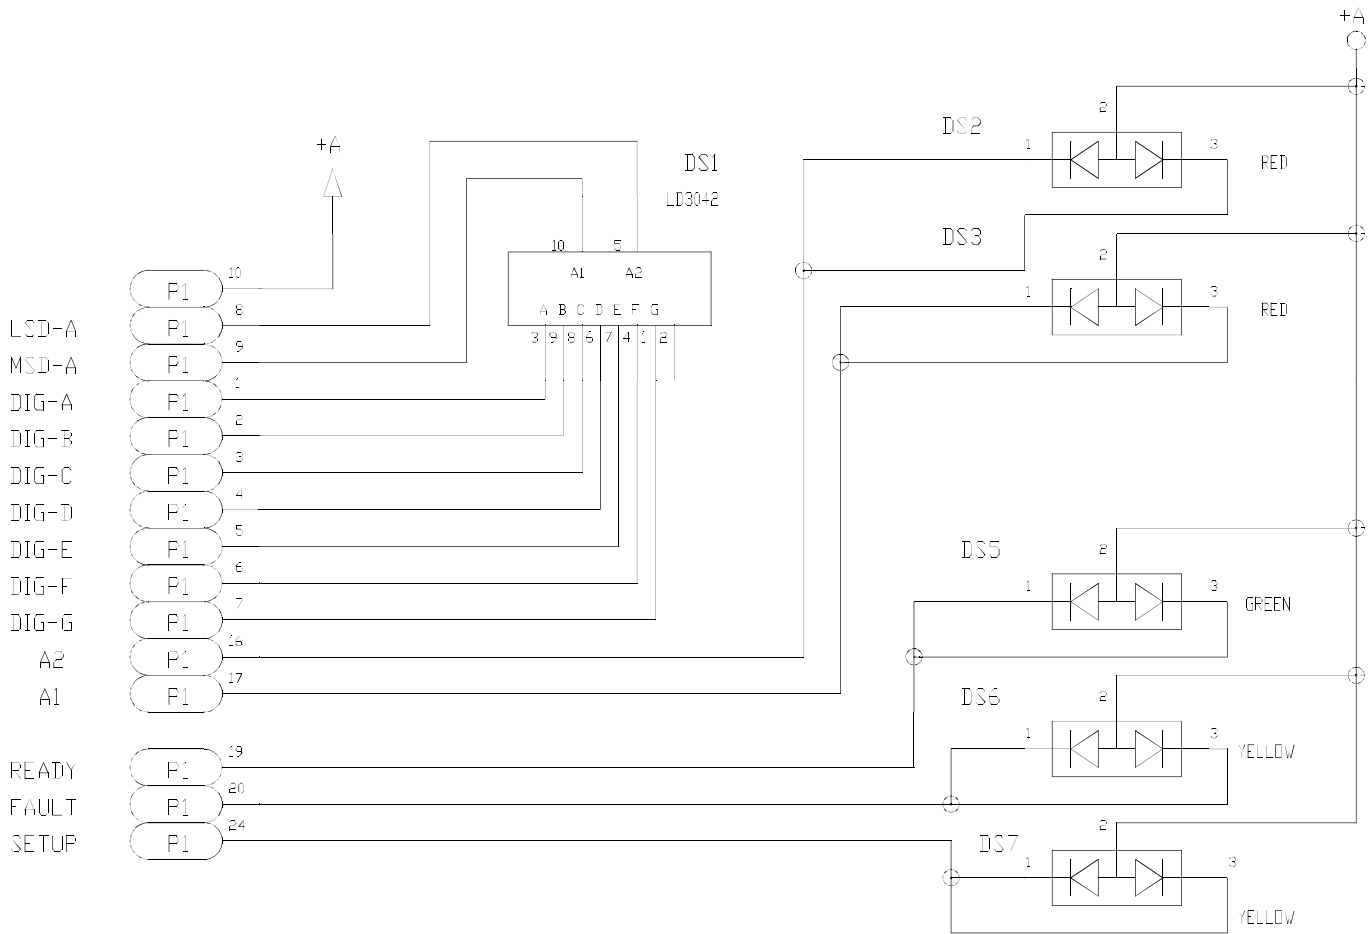 +A
2
DS2
1
3
RED
+A
DS1
LD3042
DS3
2
1
3
RED
10
5
A1
A2
A B C D E F G
3 9 8 6 7 4 1 2
10
P1
8
LSD-A
P1
9
MSD-A
P1
1
DIG-A
P1
2
DIG-B
P1
3
DIG-C
P1
4
DIG-D
P1
5
DIG-E
P1
6
DIG-F
P1
7
DIG-G
P1
16
A2
P1
17
A1
P1
19
READY
P1
20
FAULT
P1
24
SETUP
P1
DS5
2
1
3
GREEN
DS6
2
1
3
YELLOW
DS7
2
1
3
YELLOW